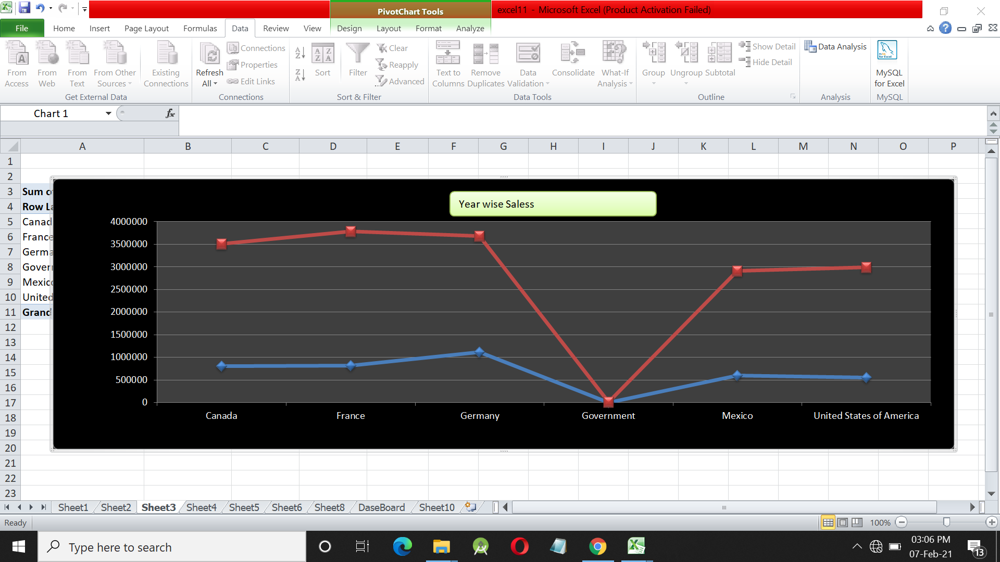 PivotChart Tools
excel11 - Microsoft Excel (Product Activation Failed)
File Home Insert Page Layout Formulas Data Review View Design Layout Format Analyze
From Access
From Web
From Text
From Other Sources
Existing Connections
Get External Data
Refresh All
Connections
Properties
Edit Links
Connections
Sort
Filter
Clear
Reapply
Advanced
Sort & Filter
Text to Columns
Remove Duplicates
Data Validation
Consolidate
What-If Analysis
Data Tools
Group
Ungroup
Subtotal
Show Detail
Hide Detail
Outline
Data Analysis
Analysis
MySQL for Excel
MySQL
Chart 1
fx
A B C D E F G H I J K L M N O P
1
2
3 Sum o
4 Row La
5 Canad
6 France
7 Germa
8 Gover
9 Mexic
10 United
11 Grand
12
13
14
15
16
17
18
19
20
21
22
23
Year wise Saless
4000000
3500000
3000000
2500000
2000000
1500000
1000000
500000
0
Canada France Germany Government Mexico United States of America
Sheet1 Sheet2 Sheet3 Sheet4 Sheet5 Sheet6 Sheet8 DaseBoard Sheet10
Ready
100%
Type here to search
03:06 PM
07-Feb-21
13